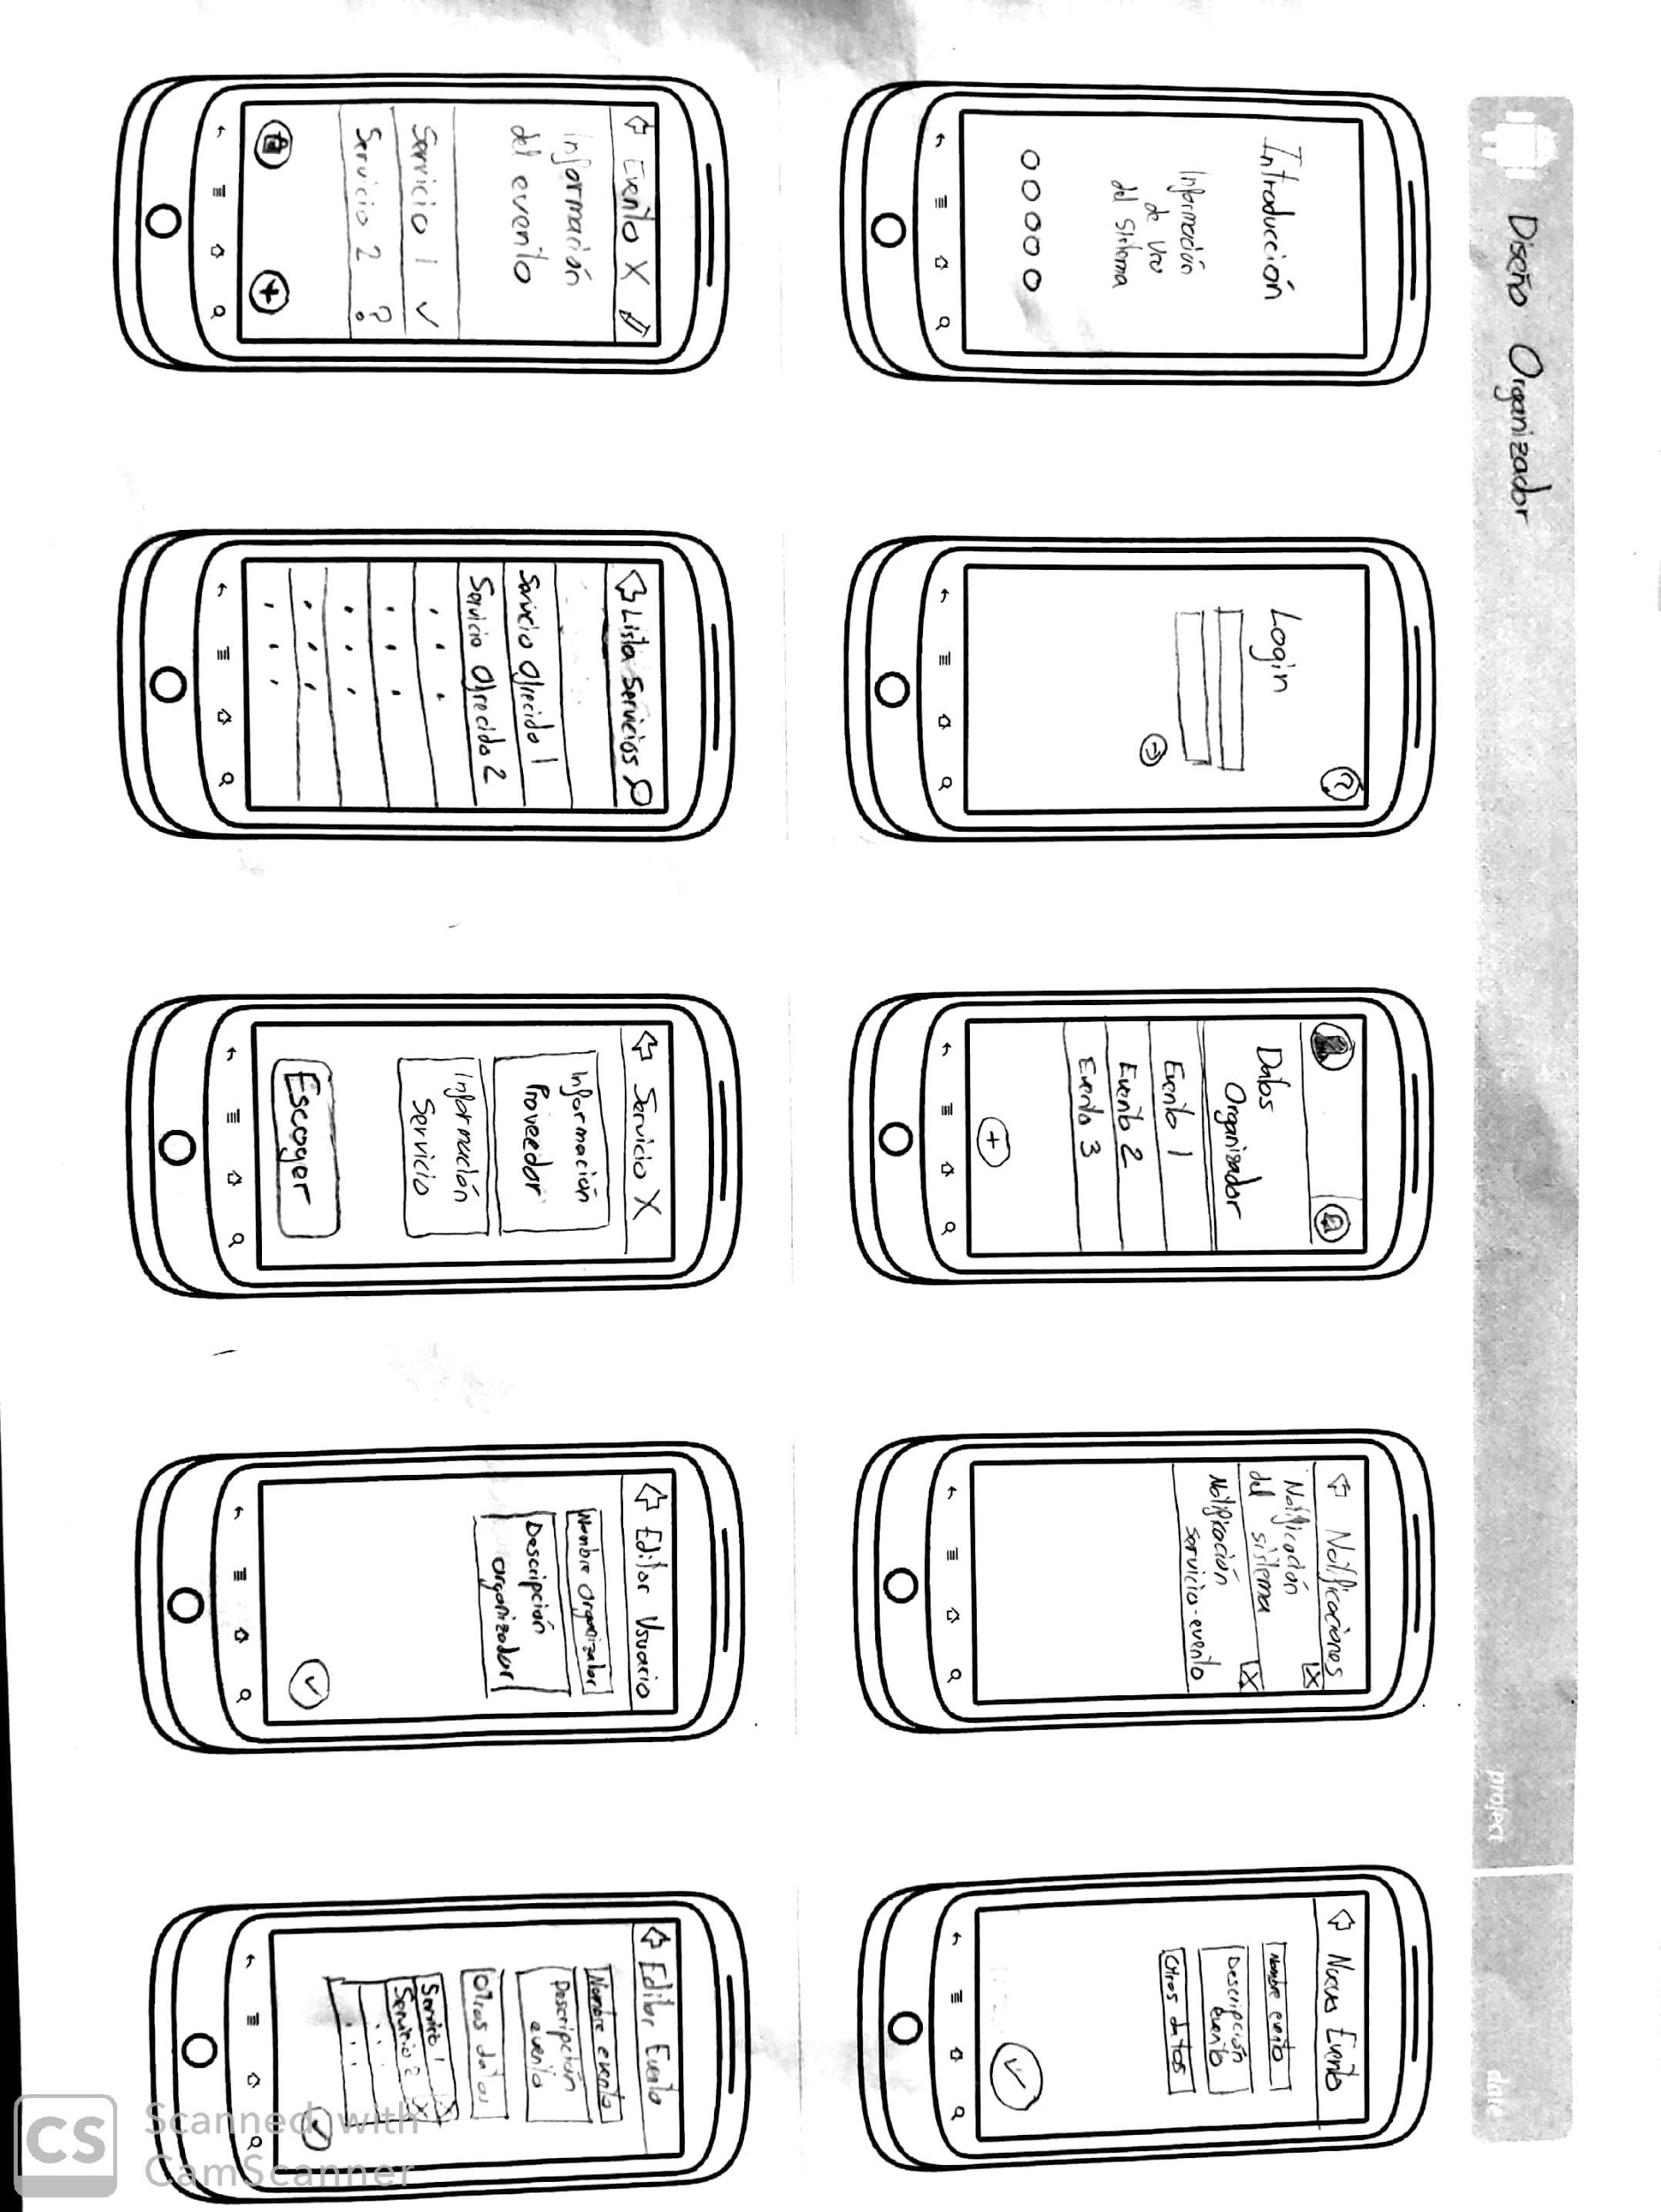 Diseño Organizador
project
date
Introducción
Información
de Uso
del Sistema
Login
?
Datos
Organizador
Evento 1
Evento 2
Evento 3
+
Notificaciones
Notificación X
del sistema
Notificación X
servicio-evento
Nuevo Evento
Nombre evento
Descripción
evento
Otros datos
Evento X
Información
del evento
Servicio 1 ✓
Servicio 2 ?
+
Lista Servicios
Servicio Ofrecido 1
Servicio Ofrecido 2
Servicio X
Información
Proveedor
Información
Servicio
Escoger
Editar Usuario
Nombre Organizador
Descripción
organizador
Editar Evento
Nombre evento
Descripción
evento
Otros datos
Servicio 1 X
Servicio 2 X
CS
Scanned with
CamScanner